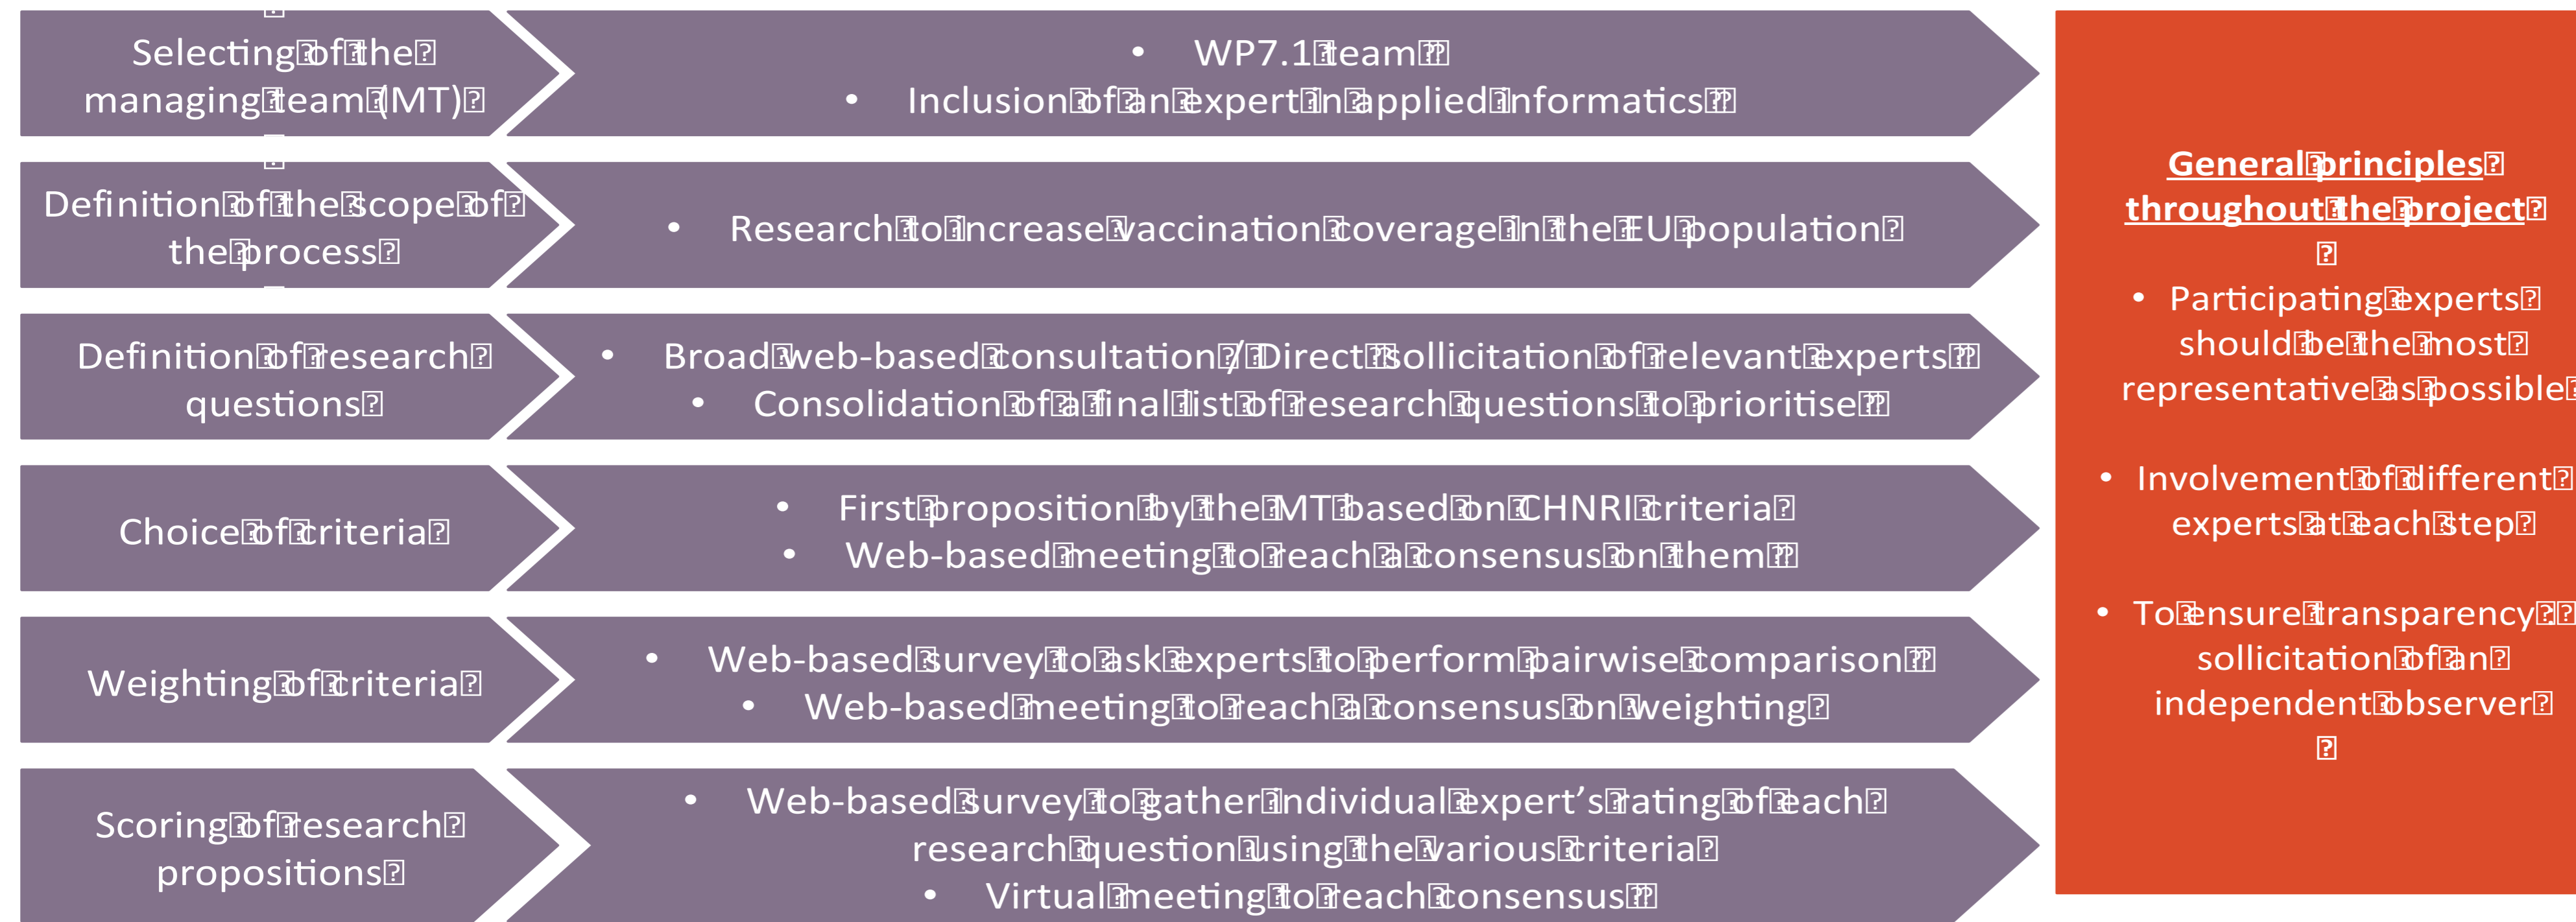 Selecting of the
managing team (MT)
• WP7.1 team
• Inclusion of an expert in applied informatics
Definition of the scope of
the process
• Research to increase vaccination coverage in the EU population
Definition of research
questions
• Broad web-based consultation / Direct sollicitation of relevant experts
• Consolidation of a final list of research questions to prioritise
Choice of criteria
• First proposition by the MT based on CHNRI criteria
• Web-based meeting to reach a consensus on them
Weighting of criteria
• Web-based survey to ask experts to perform pairwise comparison
• Web-based meeting to reach a consensus on weighting
Scoring of research
propositions
• Web-based survey to gather individual expert’s rating of each
research question using the various criteria
• Virtual meeting to reach consensus
General principles
throughout the project
• Participating experts
should be the most
representative as possible
• Involvement of different
experts at each step
• To ensure transparency :
sollicitation of an
independent observer